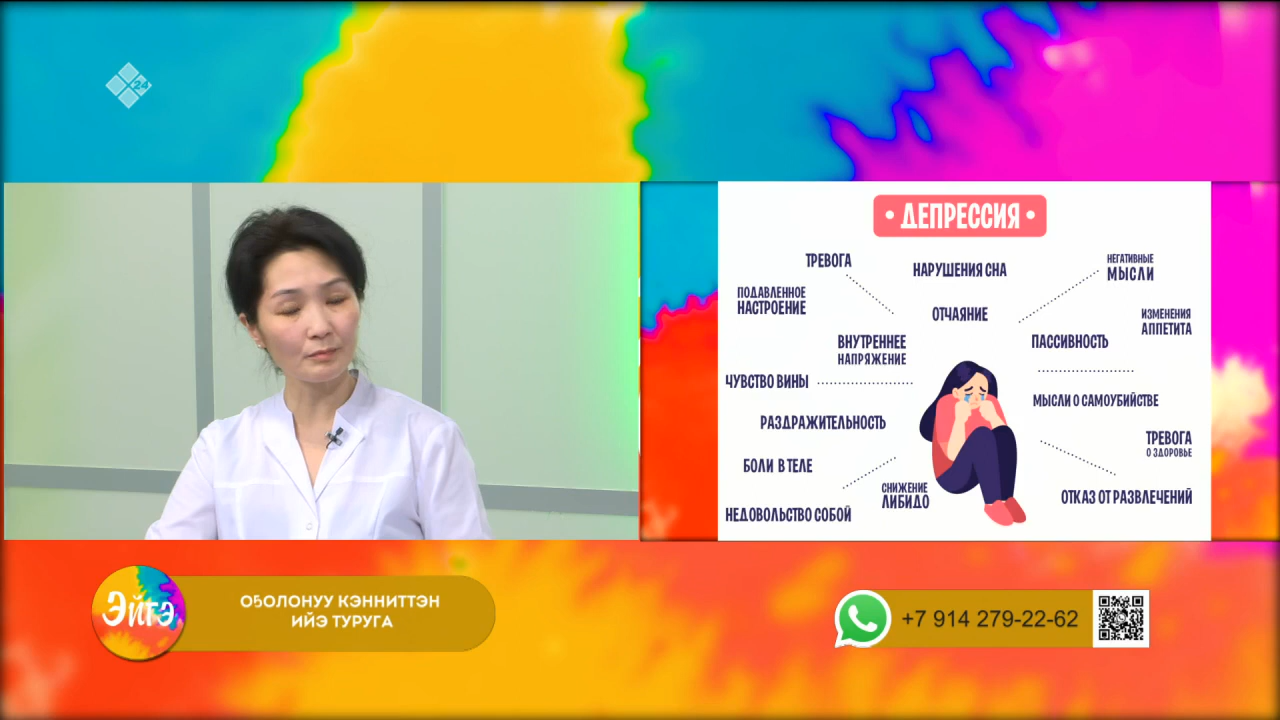 24
• ДЕПРЕССИЯ •
ТРЕВОГА
НАРУШЕНИЯ СНА
НЕГАТИВНЫЕ
МЫСЛИ
ПОДАВЛЕННОЕ
НАСТРОЕНИЕ
ОТЧАЯНИЕ
ИЗМЕНЕНИЯ
АППЕТИТА
ВНУТРЕННЕЕ
НАПРЯЖЕНИЕ
ПАССИВНОСТЬ
ЧУВСТВО ВИНЫ
МЫСЛИ О САМОУБИЙСТВЕ
РАЗДРАЖИТЕЛЬНОСТЬ
ТРЕВОГА
О ЗДОРОВЬЕ
БОЛИ В ТЕЛЕ
СНИЖЕНИЕ
ЛИБИДО
ОТКАЗ ОТ РАЗВЛЕЧЕНИЙ
НЕДОВОЛЬСТВО СОБОЙ
Эйгэ
ОҔОЛОНУУ КЭННИТТЭН
ИЙЭ ТУРУГА
+7 914 279-22-62